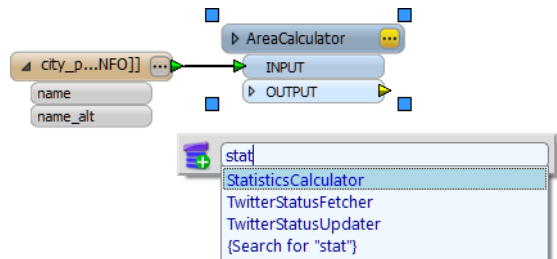 AreaCalculator
city_p...NFO]]
INPUT
name
OUTPUT
name_alt
stat
StatisticsCalculator
TwitterStatusFetcher
TwitterStatusUpdater
{Search for "stat"}